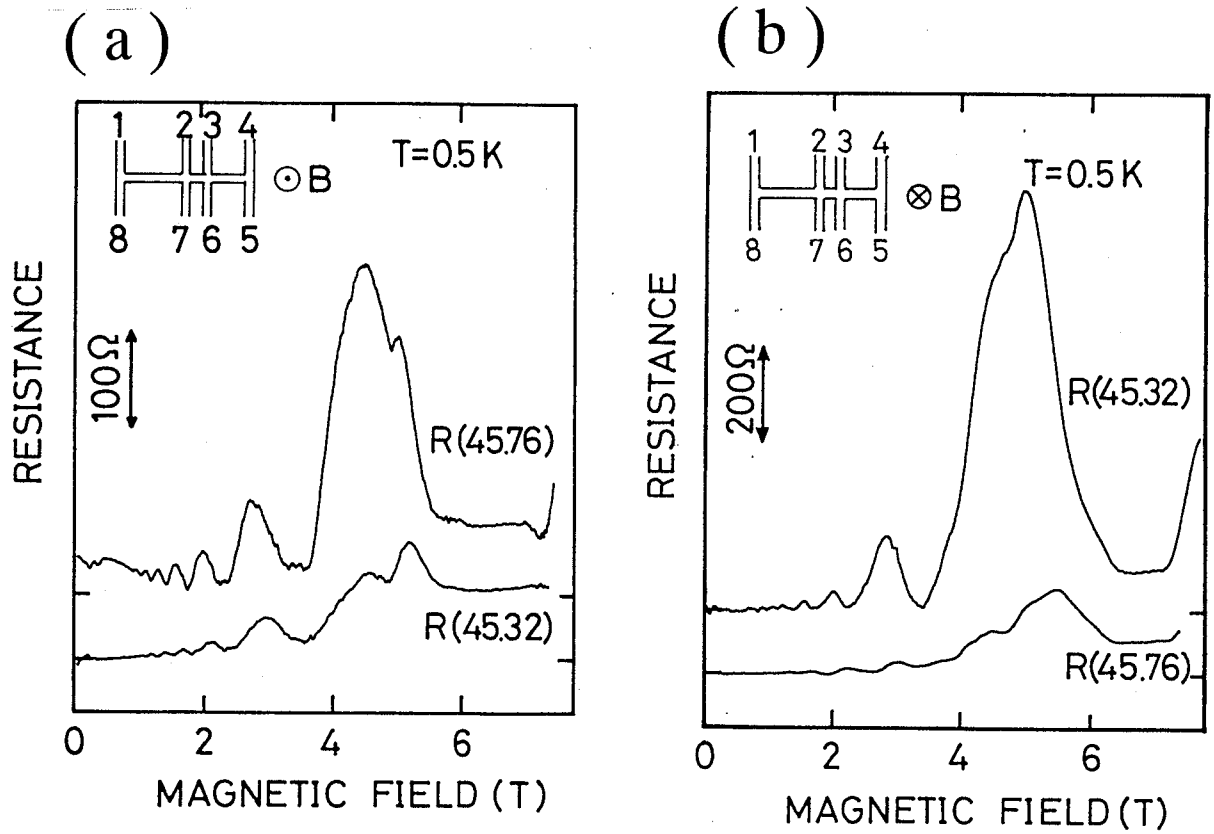 (a)
1 2 3 4
8 7 6 5
⊙ B
T=0.5 K
RESISTANCE
100Ω
R(45.76)
R(45.32)
0 2 4 6
MAGNETIC FIELD (T)
(b)
1 2 3 4
8 7 6 5
⊗ B
T=0.5 K
RESISTANCE
200Ω
R(45.32)
R(45.76)
0 2 4 6
MAGNETIC FIELD (T)